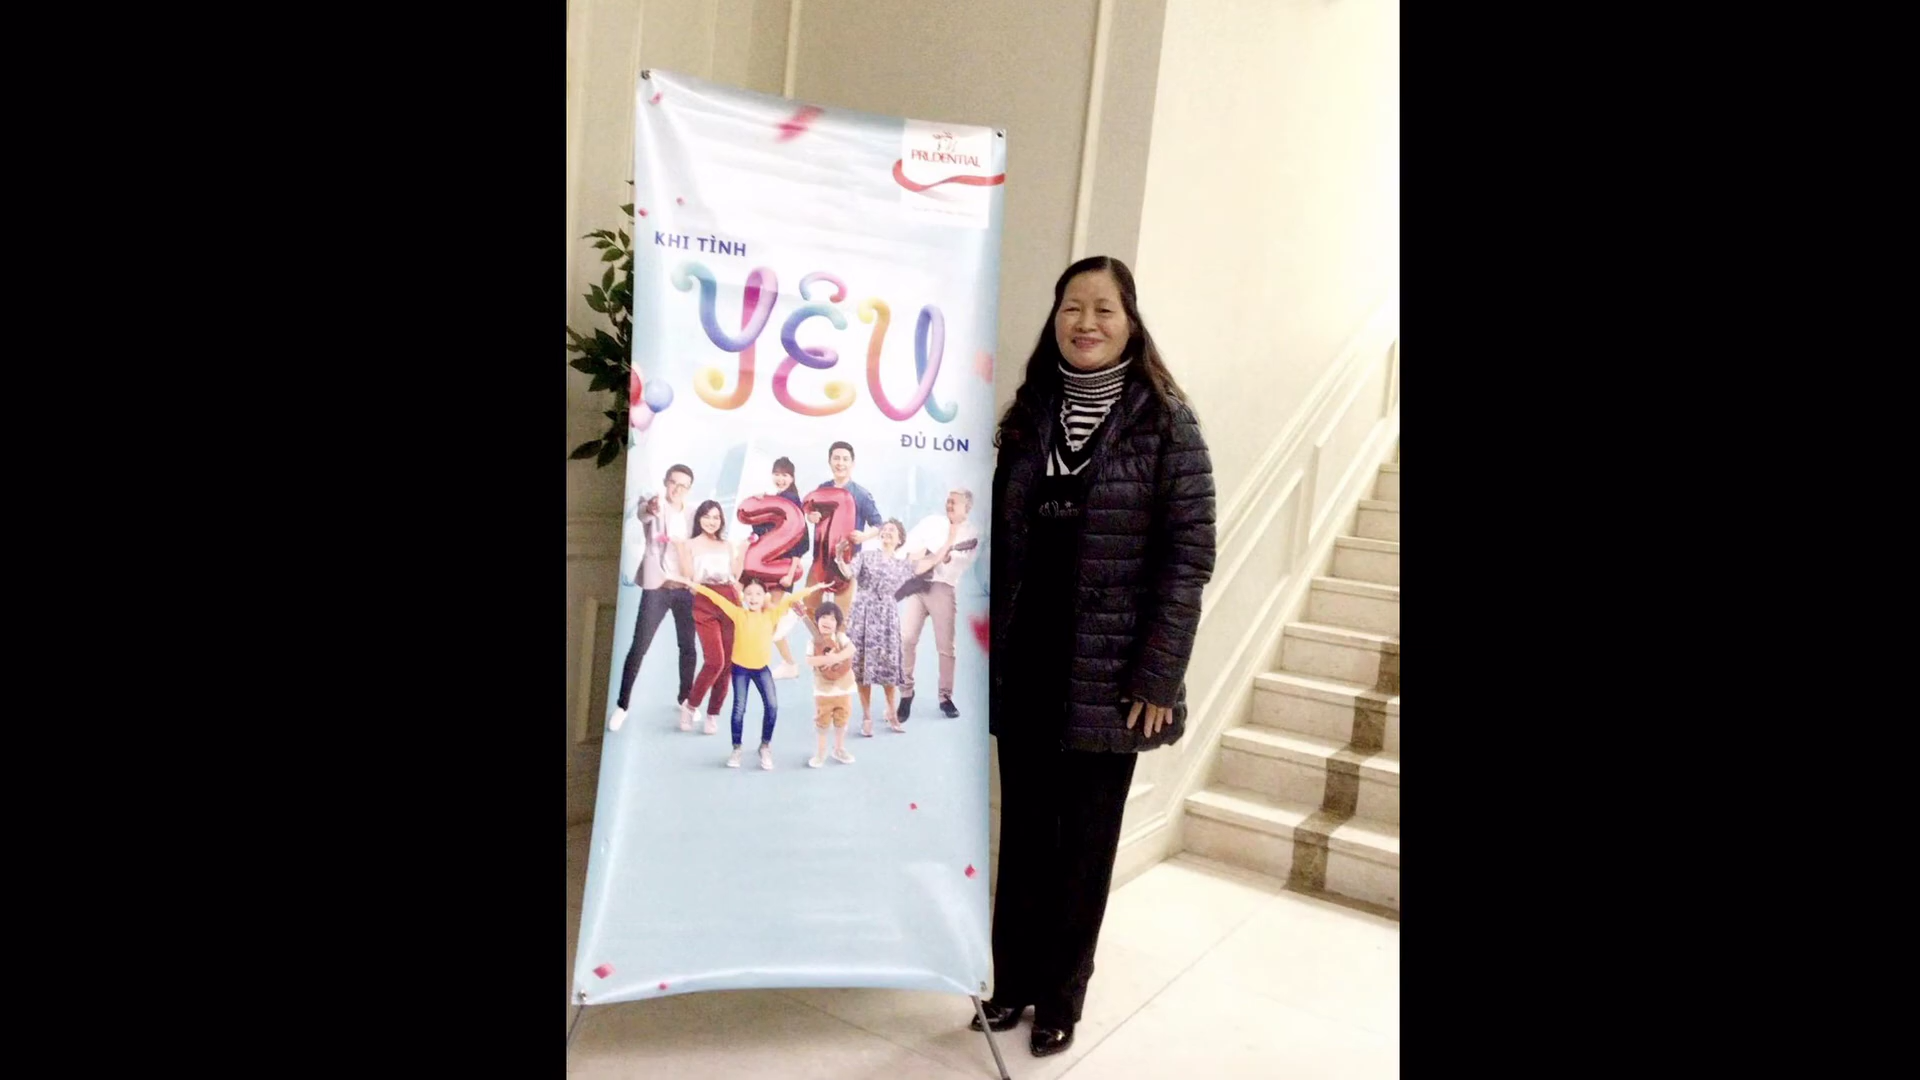 PRUDENTIAL
KHI TÌNH
YÊU
ĐỦ LỚN
21